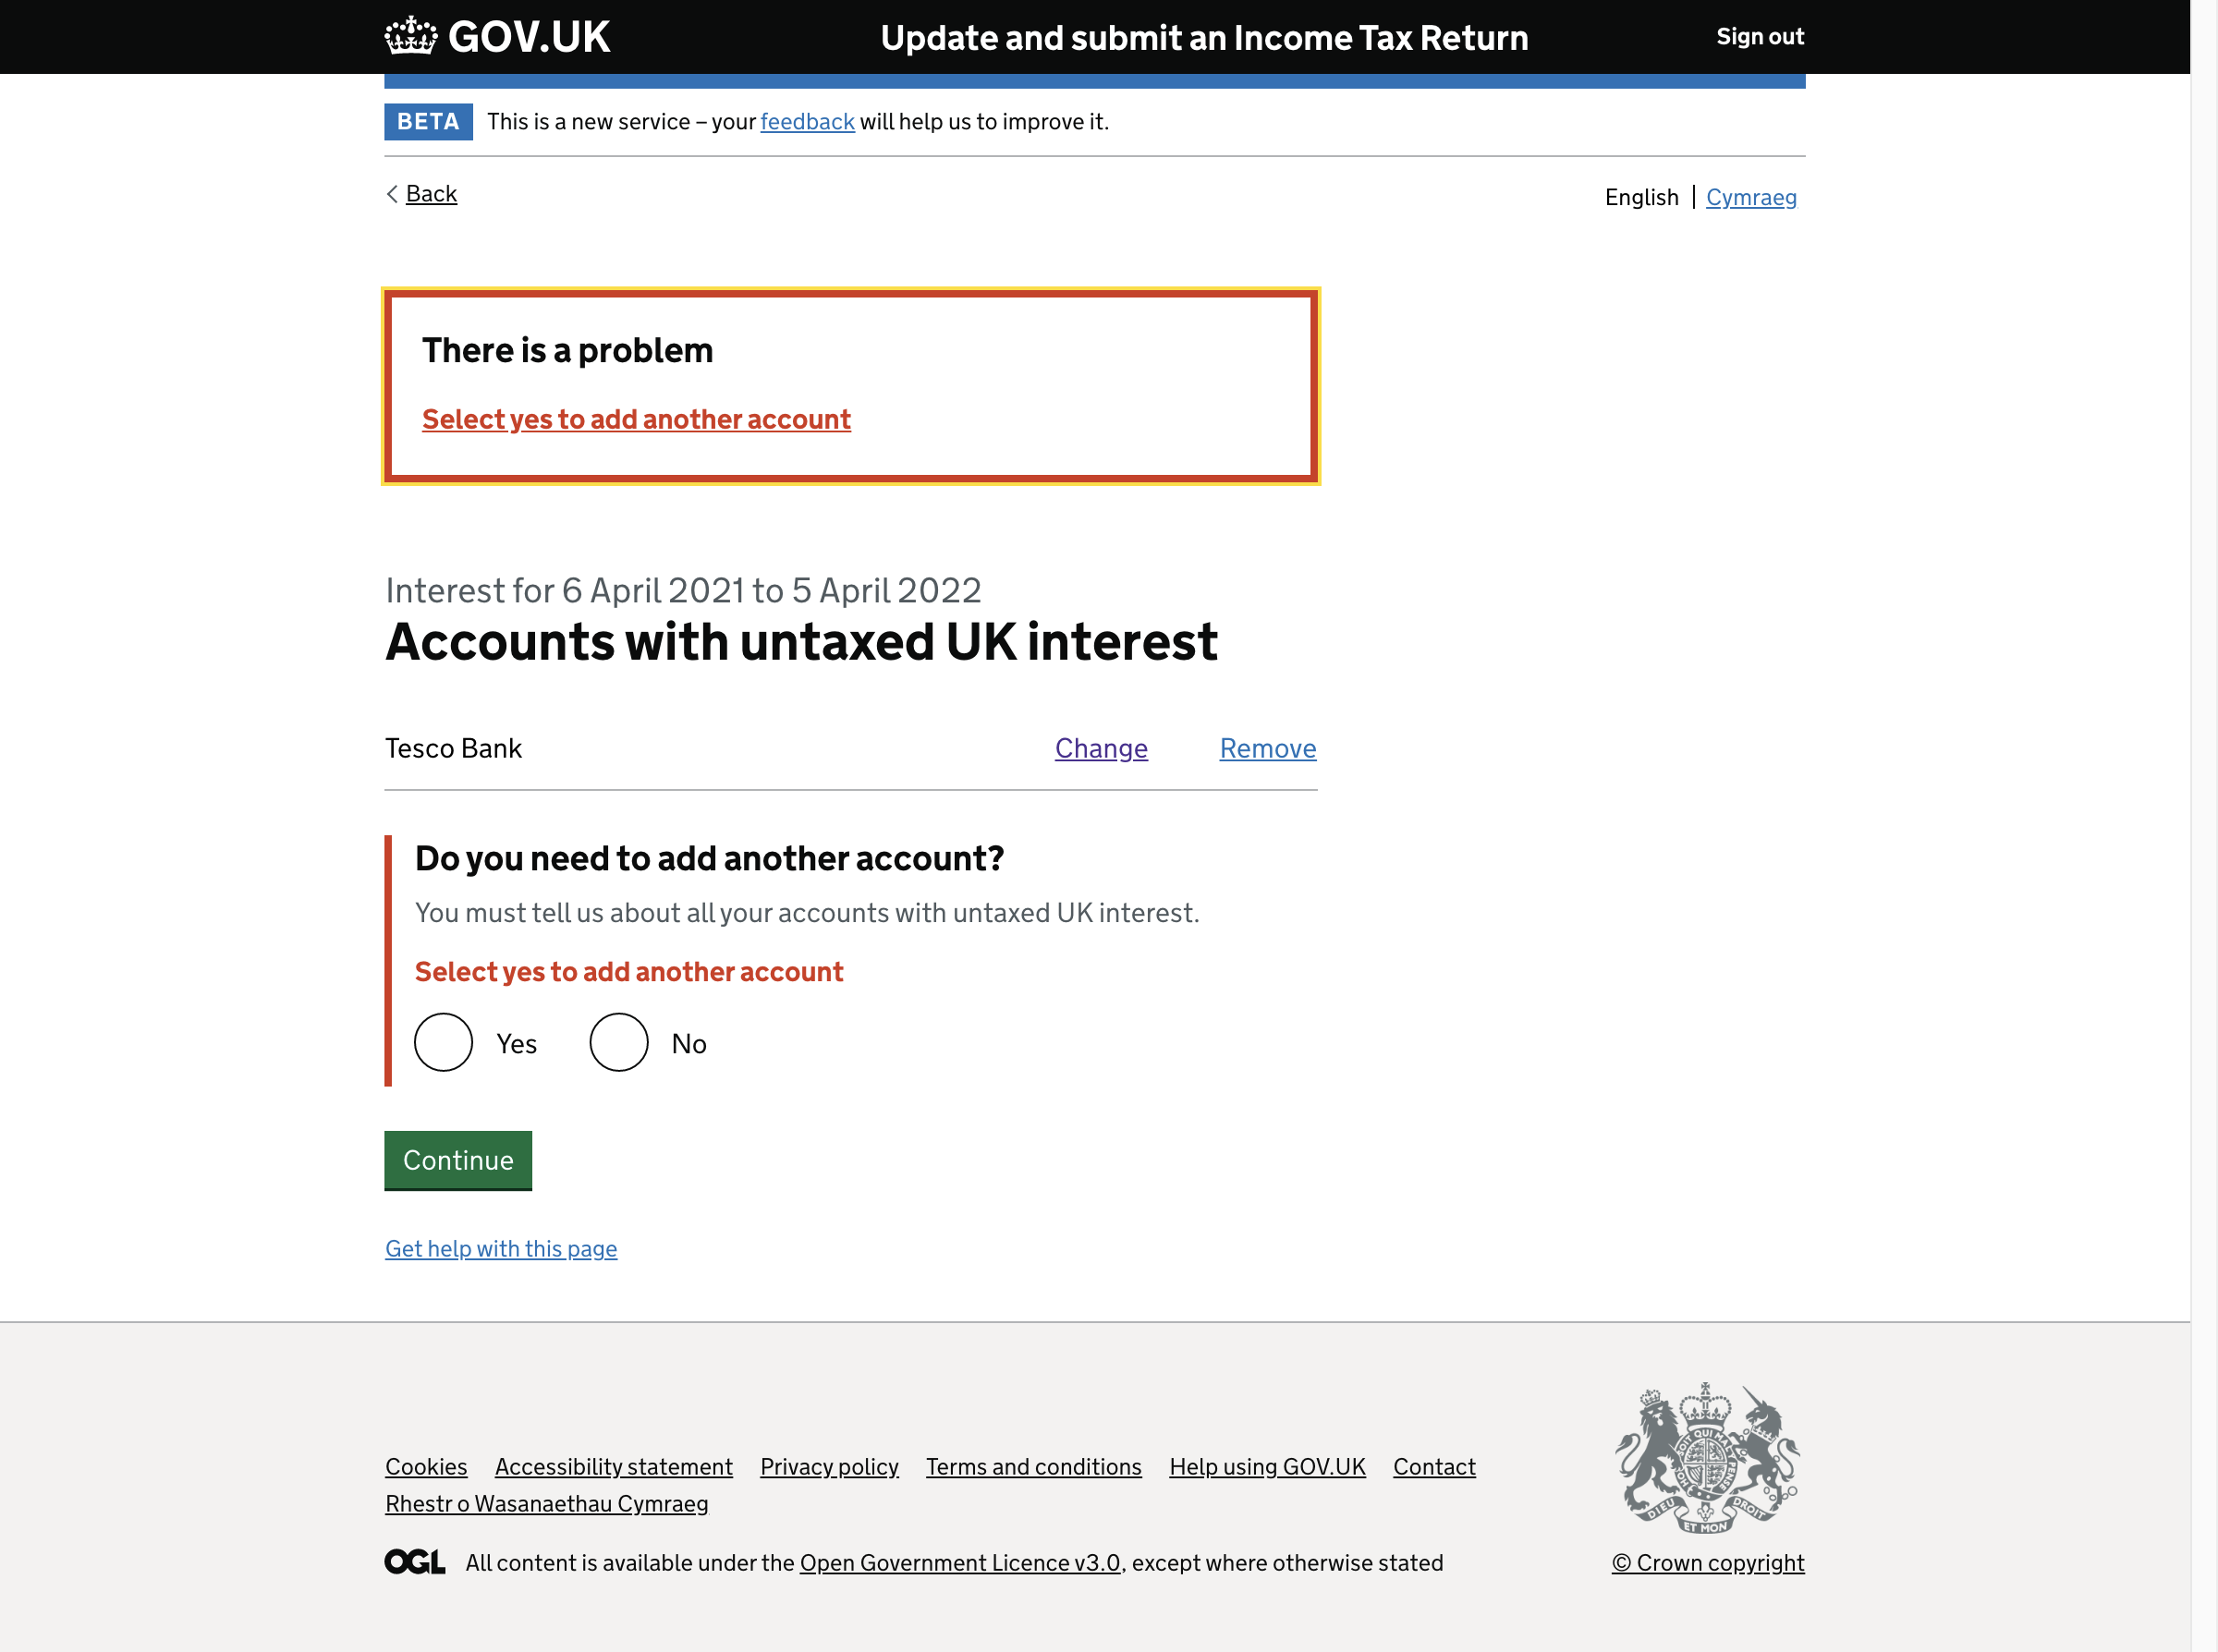 GOV.UK
Update and submit an Income Tax Return
Sign out
BETA
This is a new service – your feedback will help us to improve it.
Back
English
Cymraeg
There is a problem
Select yes to add another account
Interest for 6 April 2021 to 5 April 2022
Accounts with untaxed UK interest
Tesco Bank
Change
Remove
Do you need to add another account?
You must tell us about all your accounts with untaxed UK interest.
Select yes to add another account
Yes
No
Continue
Get help with this page
Cookies
Accessibility statement
Privacy policy
Terms and conditions
Help using GOV.UK
Contact
Rhestr o Wasanaethau Cymraeg
DIEU
ET MON
DROIT
OGL
All content is available under the Open Government Licence v3.0, except where otherwise stated
© Crown copyright